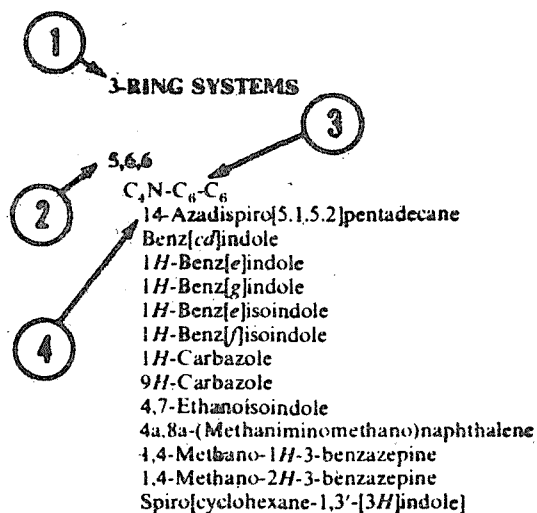 1
3-RING SYSTEMS
3
5,6,6
C₄N-C₆-C₆
2
14-Azadispiro[5.1.5.2]pentadecane
Benz[cd]indole
1H-Benz[e]indole
1H-Benz[g]indole
1H-Benz[e]isoindole
1H-Benz[f]isoindole
4
1H-Carbazole
9H-Carbazole
4,7-Ethanoisoindole
4a,8a-(Methaniminomethano)naphthalene
1,4-Methano-1H-3-benzazepine
1,4-Methano-2H-3-benzazepine
Spiro[cyclohexane-1,3′-[3H]indole]